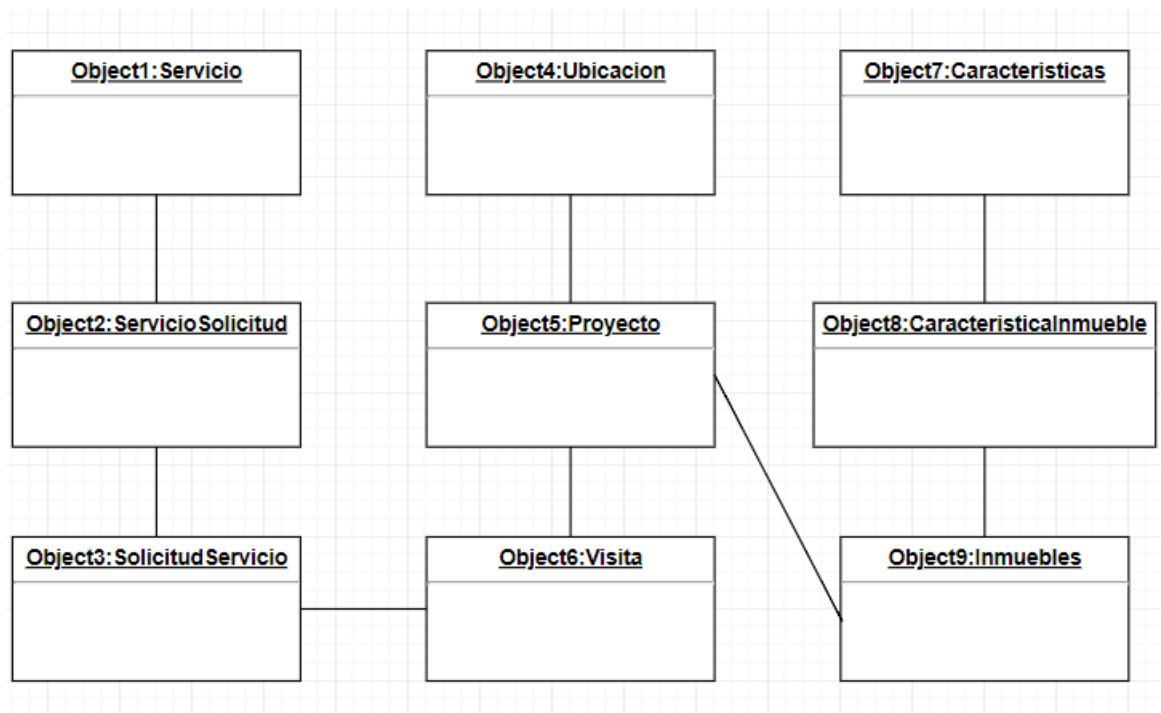 Object1:Servicio
Object4:Ubicacion
Object7:Caracteristicas
Object2:ServicioSolicitud
Object5:Proyecto
Object8:CaracteristicaInmueble
Object3:SolicitudServicio
Object6:Visita
Object9:Inmuebles